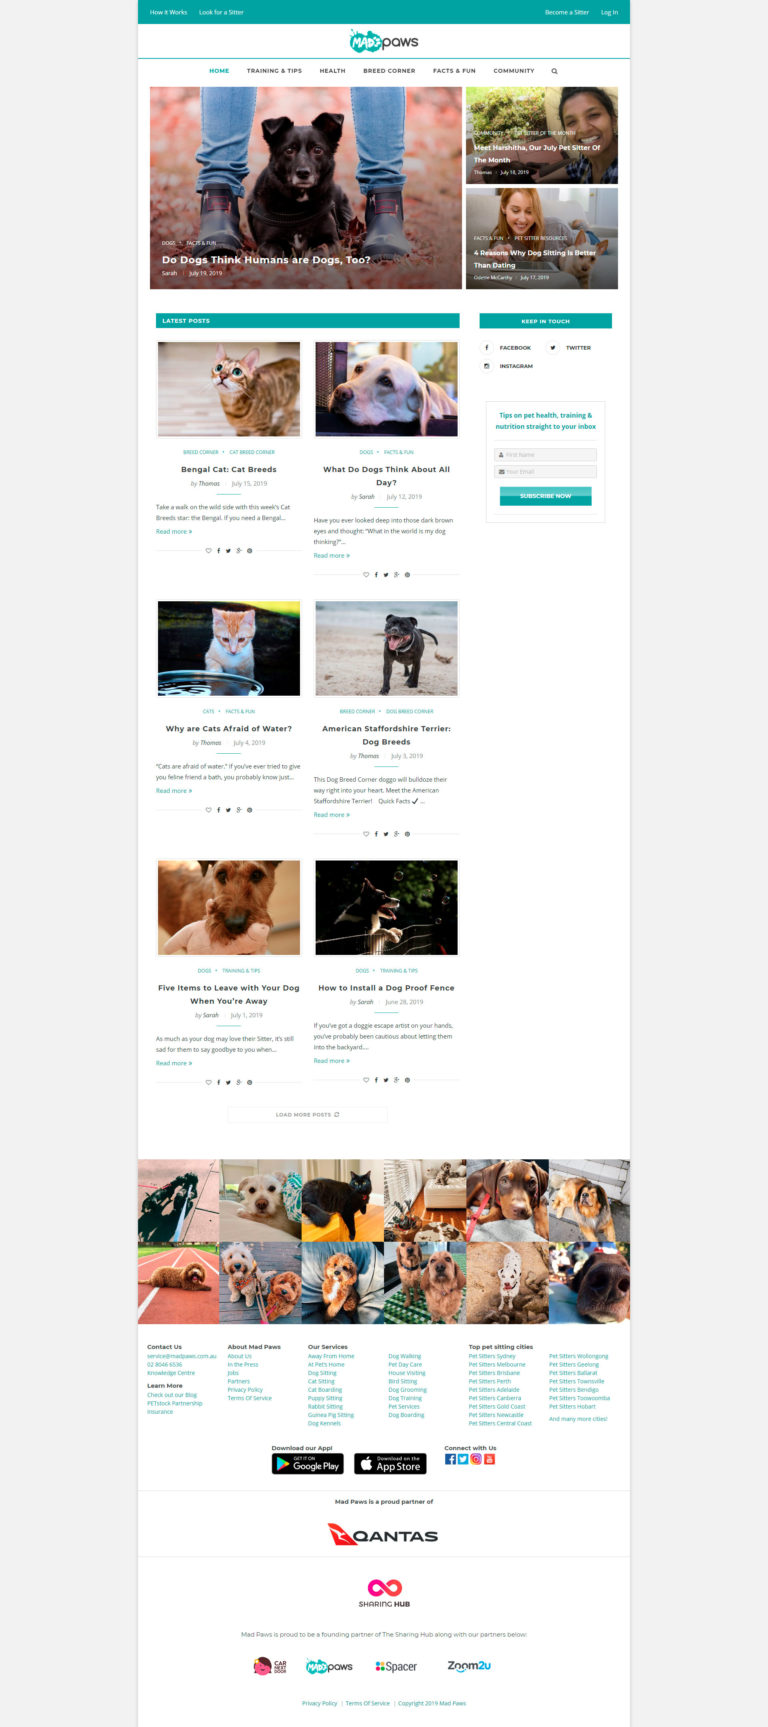 How it Works Look for a Sitter Become a Sitter Log In
MAD paws
HOME TRAINING & TIPS HEALTH BREED CORNER FACTS & FUN COMMUNITY
DOGS • FACTS & FUN
Do Dogs Think Humans are Dogs, Too?
Sarah | July 19, 2019
COMMUNITY • PET SITTER OF THE MONTH
Meet Harshitha, Our July Pet Sitter Of
The Month
Thomas | July 18, 2019
FACTS & FUN • PET SITTER RESOURCES
4 Reasons Why Dog Sitting Is Better
Than Dating
Odette McCarthy | July 17, 2019
LATEST POSTS
BREED CORNER • CAT BREED CORNER
Bengal Cat: Cat Breeds
by Thomas | July 15, 2019
Take a walk on the wild side with this week's Cat
Breeds star: the Bengal. If you need a Bengal...
Read more »
DOGS • FACTS & FUN
What Do Dogs Think About All
Day?
by Sarah | July 12, 2019
Have you ever looked deep into those dark brown
eyes and thought: "What in the world is my dog
thinking?"...
Read more »
CATS • FACTS & FUN
Why are Cats Afraid of Water?
by Thomas | July 4, 2019
"Cats are afraid of water." If you've ever tried to give
you feline friend a bath, you probably know just...
Read more »
BREED CORNER • DOG BREED CORNER
American Staffordshire Terrier:
Dog Breeds
by Thomas | July 3, 2019
This Dog Breed Corner doggo will bulldoze their
way right into your heart. Meet the American
Staffordshire Terrier! Quick Facts ✓ ...
Read more »
DOGS • TRAINING & TIPS
Five Items to Leave with Your Dog
When You're Away
by Sarah | July 1, 2019
As much as your dog may love their Sitter, it's still
sad for them to say goodbye to you when...
Read more »
DOGS • TRAINING & TIPS
How to Install a Dog Proof Fence
by Sarah | June 28, 2019
If you've got a doggie escape artist on your hands,
you've probably been cautious about letting them
into the backyard....
Read more »
LOAD MORE POSTS
KEEP IN TOUCH
FACEBOOK TWITTER
INSTAGRAM
Tips on pet health, training &
nutrition straight to your inbox
First Name
Your Email
SUBSCRIBE NOW
Contact Us
service@madpaws.com.au
02 8046 6536
Knowledge Centre
Learn More
Check out our Blog
PETstock Partnership
Insurance
About Mad Paws
About Us
In the Press
Jobs
Partners
Privacy Policy
Terms Of Service
Our Services
Away From Home
At Pet's Home
Dog Sitting
Cat Sitting
Cat Boarding
Puppy Sitting
Rabbit Sitting
Guinea Pig Sitting
Dog Kennels
Dog Walking
Pet Day Care
House Visiting
Bird Sitting
Dog Grooming
Dog Training
Pet Services
Dog Boarding
Top pet sitting cities
Pet Sitters Sydney
Pet Sitters Melbourne
Pet Sitters Brisbane
Pet Sitters Perth
Pet Sitters Adelaide
Pet Sitters Canberra
Pet Sitters Gold Coast
Pet Sitters Newcastle
Pet Sitters Central Coast
Pet Sitters Wollongong
Pet Sitters Geelong
Pet Sitters Ballarat
Pet Sitters Townsville
Pet Sitters Bendigo
Pet Sitters Toowoomba
Pet Sitters Hobart
And many more cities!
Download our App!
GET IT ON
Google Play
Download on the
App Store
Connect with Us
Mad Paws is a proud partner of
QANTAS
SHARING HUB
Mad Paws is proud to be a founding partner of The Sharing Hub along with our partners below:
CAR
NEXT
DOOR
MAD paws
Spacer
Zoom2u
Privacy Policy | Terms Of Service | Copyright 2019 Mad Paws